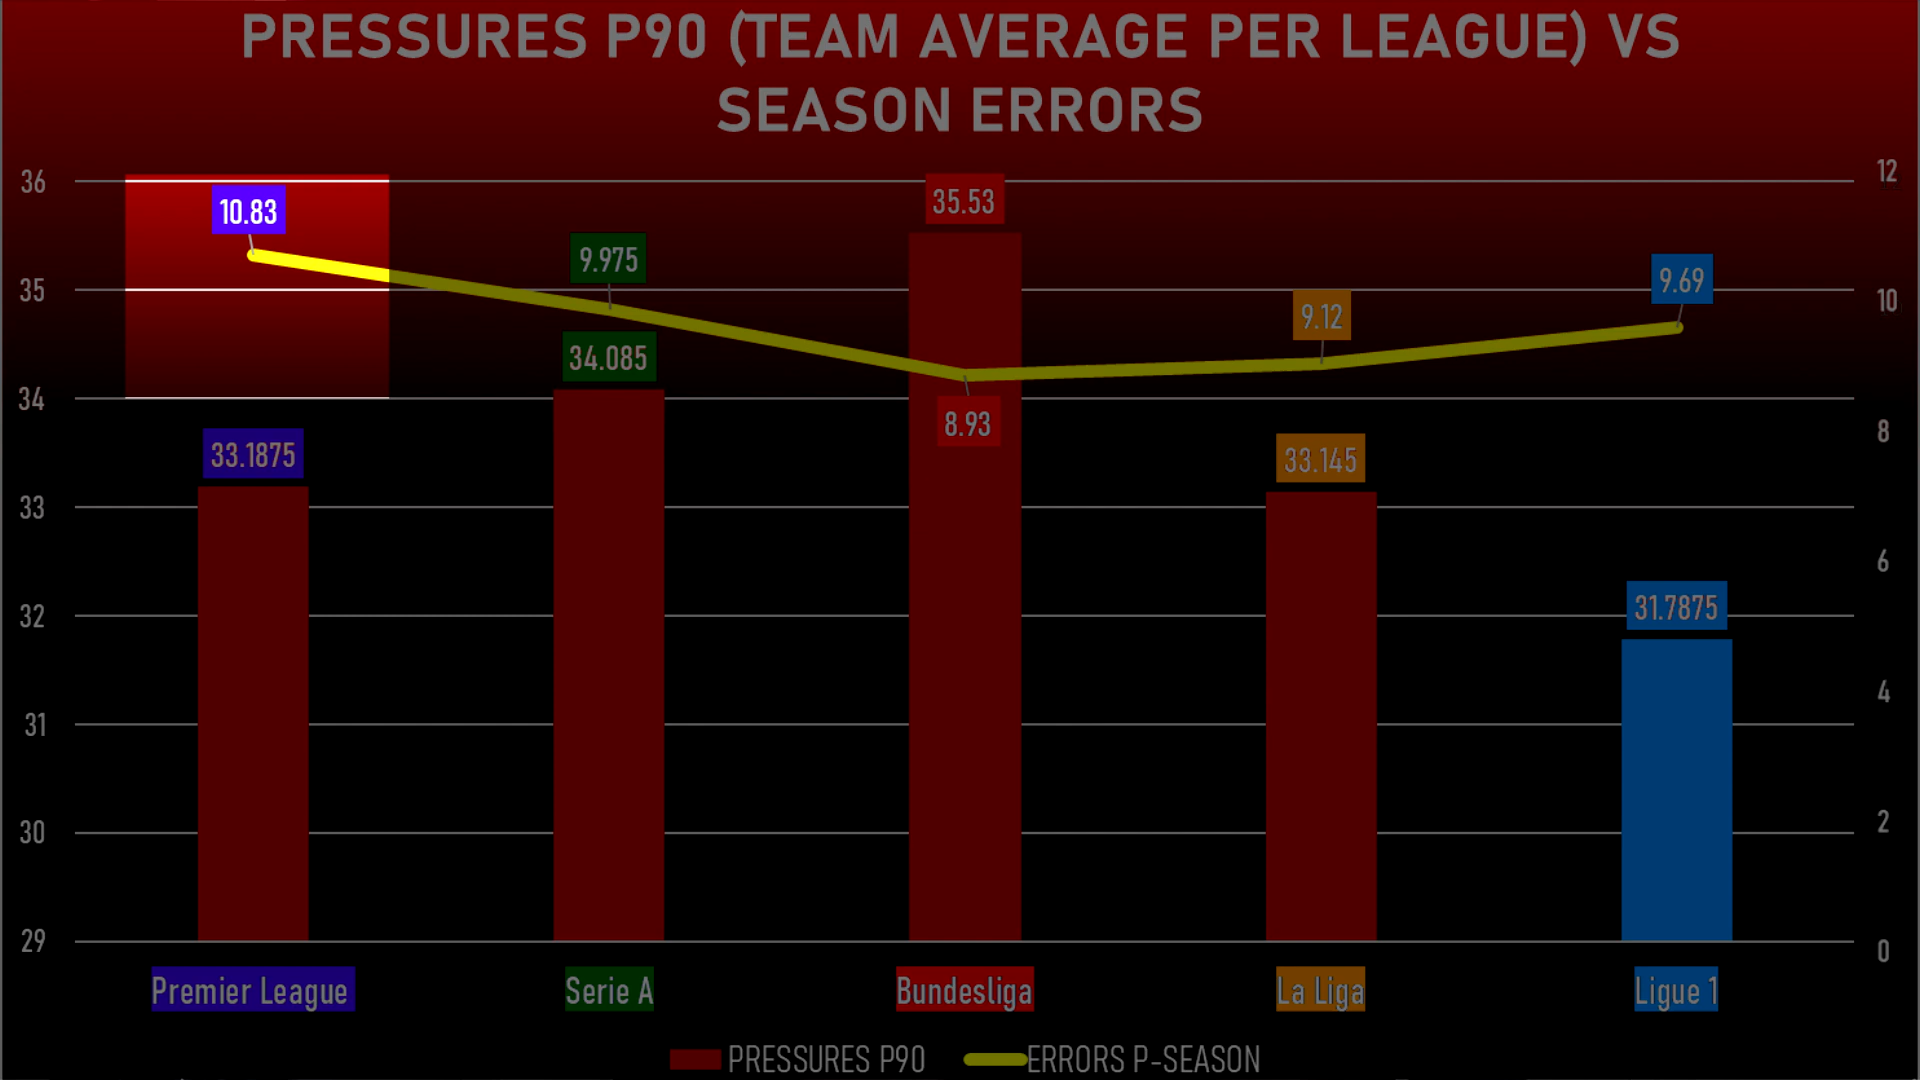 PRESSURES P90 (TEAM AVERAGE PER LEAGUE) VS
SEASON ERRORS
36
35
34
33
32
31
30
29
12
10
8
6
4
2
0
10.83
9.975
8.93
9.12
9.69
33.1875
34.085
35.53
33.145
31.7875
Premier League
Serie A
Bundesliga
La Liga
Ligue 1
PRESSURES P90
ERRORS P-SEASON